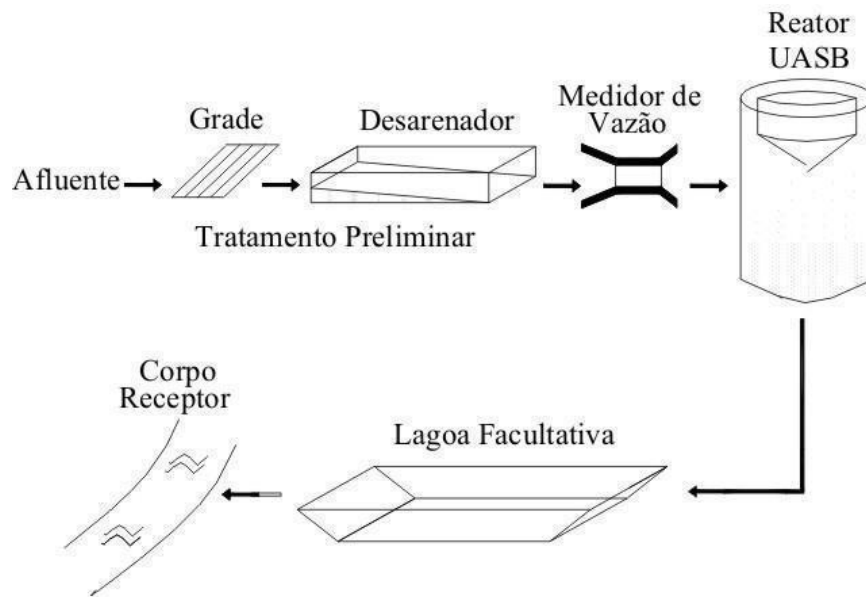 Reator
UASB
Medidor de
Vazão
Grade
Desarenador
Afluente
Tratamento Preliminar
Corpo
Receptor
Lagoa Facultativa